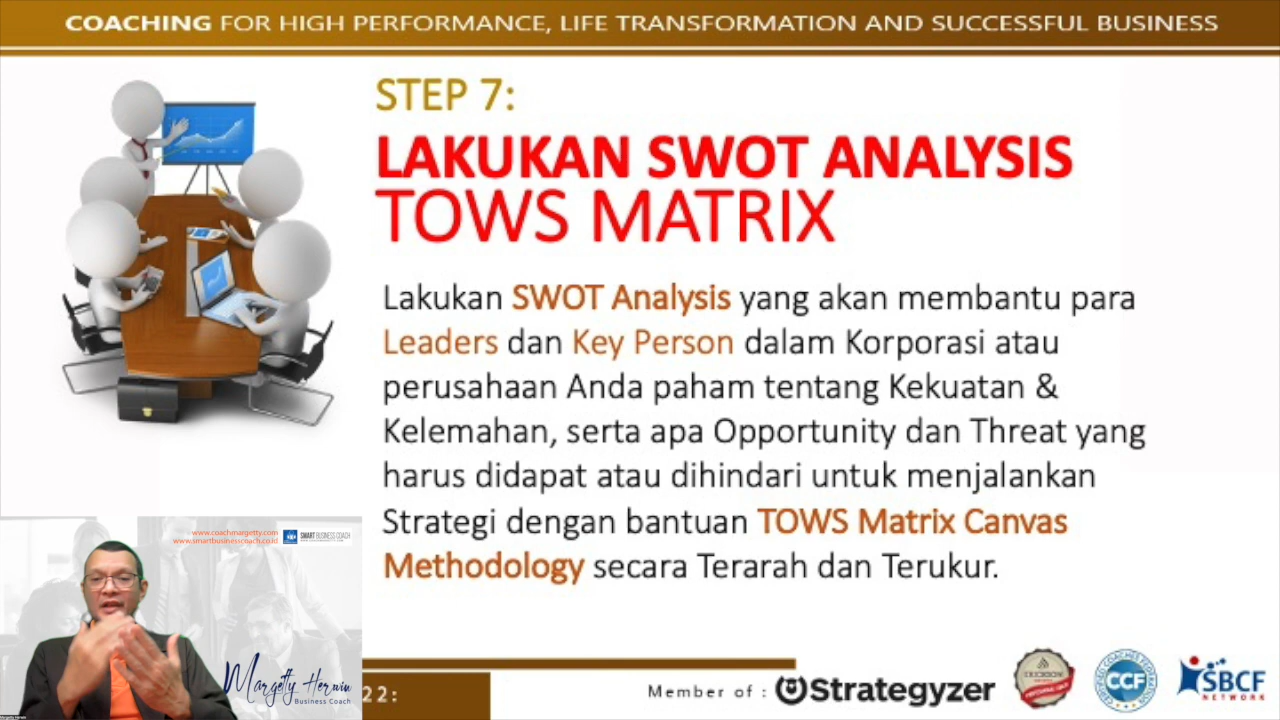 COACHING FOR HIGH PERFORMANCE, LIFE TRANSFORMATION AND SUCCESSFUL BUSINESS
STEP 7:
LAKUKAN SWOT ANALYSIS
TOWS MATRIX
Lakukan SWOT Analysis yang akan membantu para
Leaders dan Key Person dalam Korporasi atau
perusahaan Anda paham tentang Kekuatan &
Kelemahan, serta apa Opportunity dan Threat yang
harus didapat atau dihindari untuk menjalankan
Strategi dengan bantuan TOWS Matrix Canvas
Methodology secara Terarah dan Terukur.
www.coachmargetty.com
www.smartbusinesscoach.co.id
SMART BUSINESS COACH
Margetty Herwin
Business Coach
Margetty Herwin
22:
Member of :
Strategyzer
CCF
SBCF
NETWORK